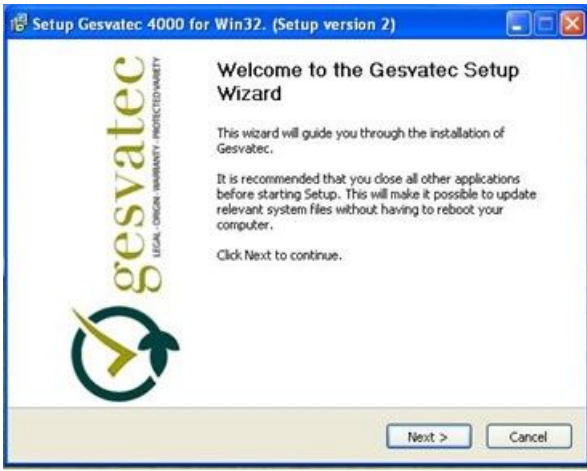 Setup Gesvatec 4000 for Win32. (Setup version 2)
gesvatec
LEGAL - ORIGIN - WARRANTY - PROTECTED VARIETY
Welcome to the Gesvatec Setup
Wizard
This wizard will guide you through the installation of
Gesvatec.
It is recommended that you close all other applications
before starting Setup. This will make it possible to update
relevant system files without having to reboot your
computer.
Click Next to continue.
Next >
Cancel